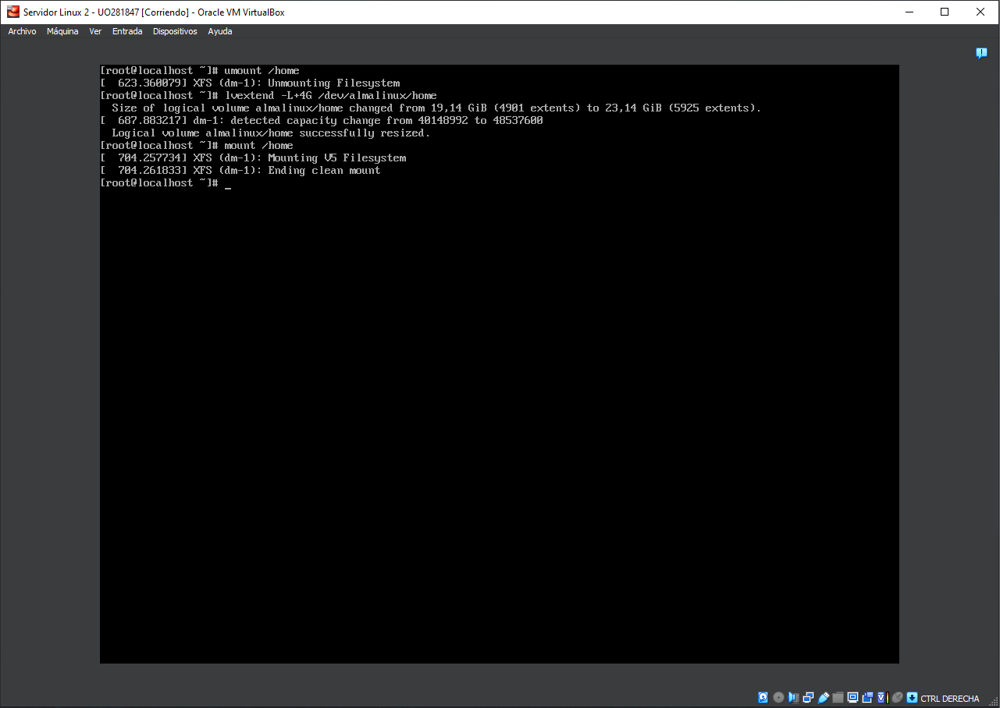 Servidor Linux 2 - UO281847 [Corriendo] - Oracle VM VirtualBox
Archivo Máquina Ver Entrada Dispositivos Ayuda
[root@localhost ~]# umount /home
[  623.360079] XFS (dm-1): Unmounting Filesystem
[root@localhost ~]# lvextend -L+4G /dev/almalinux/home
  Size of logical volume almalinux/home changed from 19,14 GiB (4901 extents) to 23,14 GiB (5925 extents).
[  687.883217] dm-1: detected capacity change from 40148992 to 48537600
  Logical volume almalinux/home successfully resized.
[root@localhost ~]# mount /home
[  704.257734] XFS (dm-1): Mounting V5 Filesystem
[  704.261833] XFS (dm-1): Ending clean mount
[root@localhost ~]# _
CTRL DERECHA